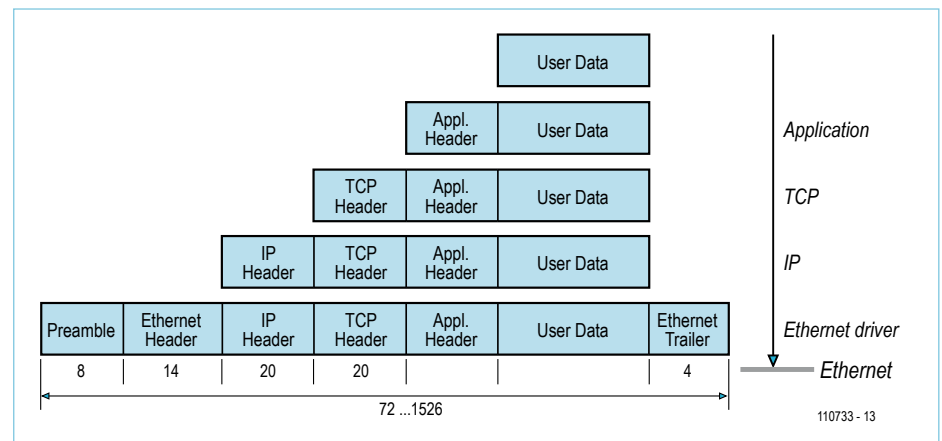 User Data
Appl.
Header
User Data
Application
TCP
Header
Appl.
Header
User Data
TCP
IP
Header
TCP
Header
Appl.
Header
User Data
IP
Preamble
Ethernet
Header
IP
Header
TCP
Header
Appl.
Header
User Data
Ethernet
Trailer
Ethernet driver
8
14
20
20
4
Ethernet
72 ...1526
110733 - 13